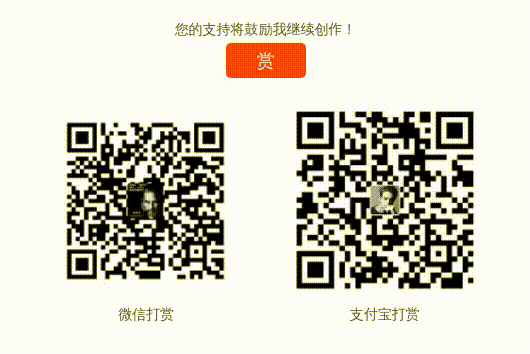 您的支持将鼓励我继续创作！
赏
微信打赏
支付宝打赏